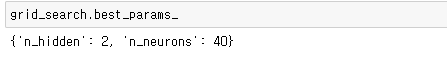 grid_search.best_params_
{'n_hidden': 2, 'n_neurons': 40}